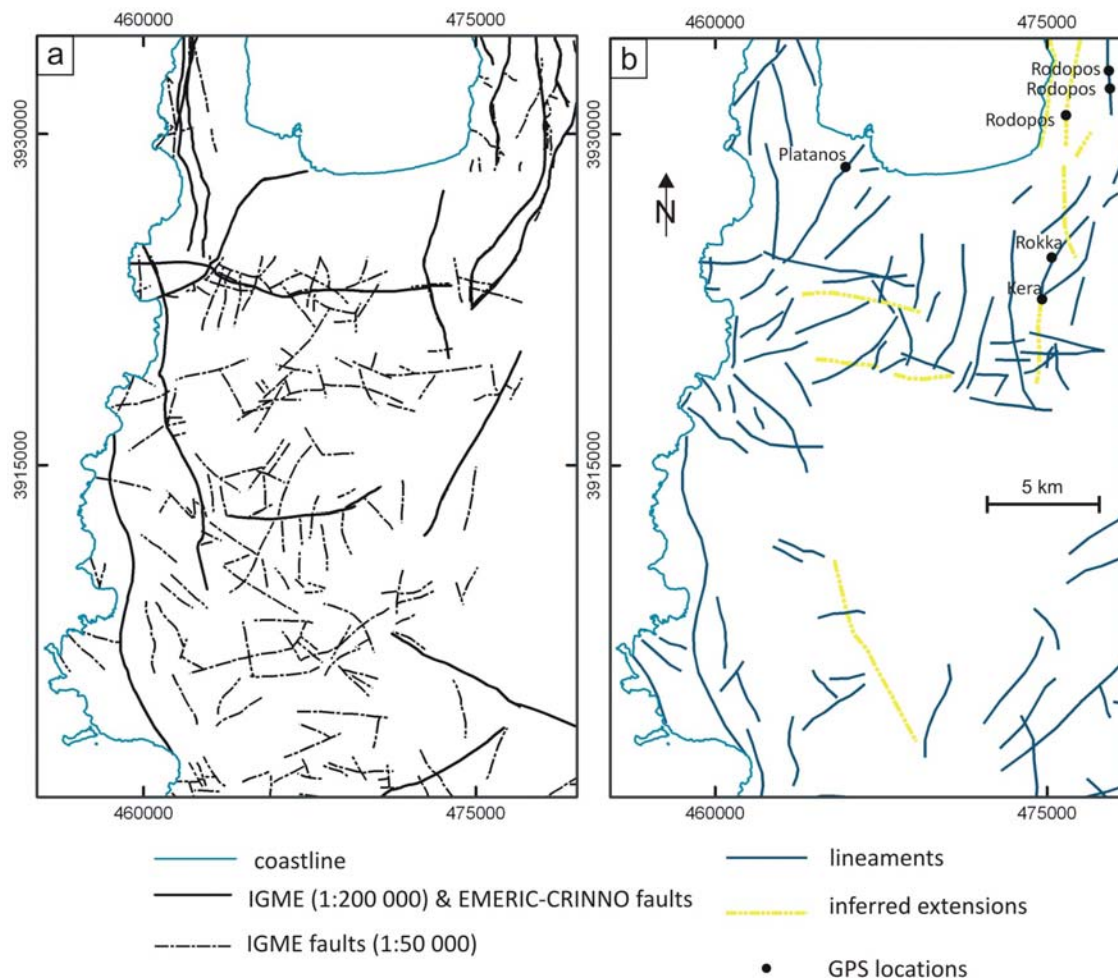 460000 475000 460000 475000
a b
Rodopos
Rodopos
Rodopos
3930000 3930000
Platanos
N
Rokka
Kera
3915000 3915000
5 km
460000 475000 460000 475000
coastline lineaments
IGME (1:200 000) & EMERIC-CRINNO faults inferred extensions
IGME faults (1:50 000) GPS locations